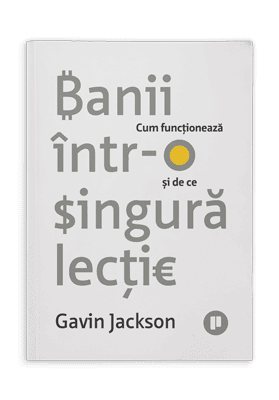 ₿anii
Cum funcționează
într-o
și de ce
$ingură
lecți€
Gavin Jackson